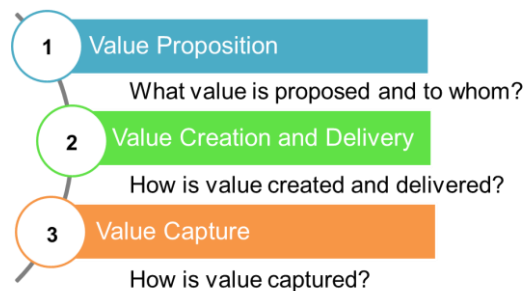 1
Value Proposition
What value is proposed and to whom?
2
Value Creation and Delivery
How is value created and delivered?
3
Value Capture
How is value captured?